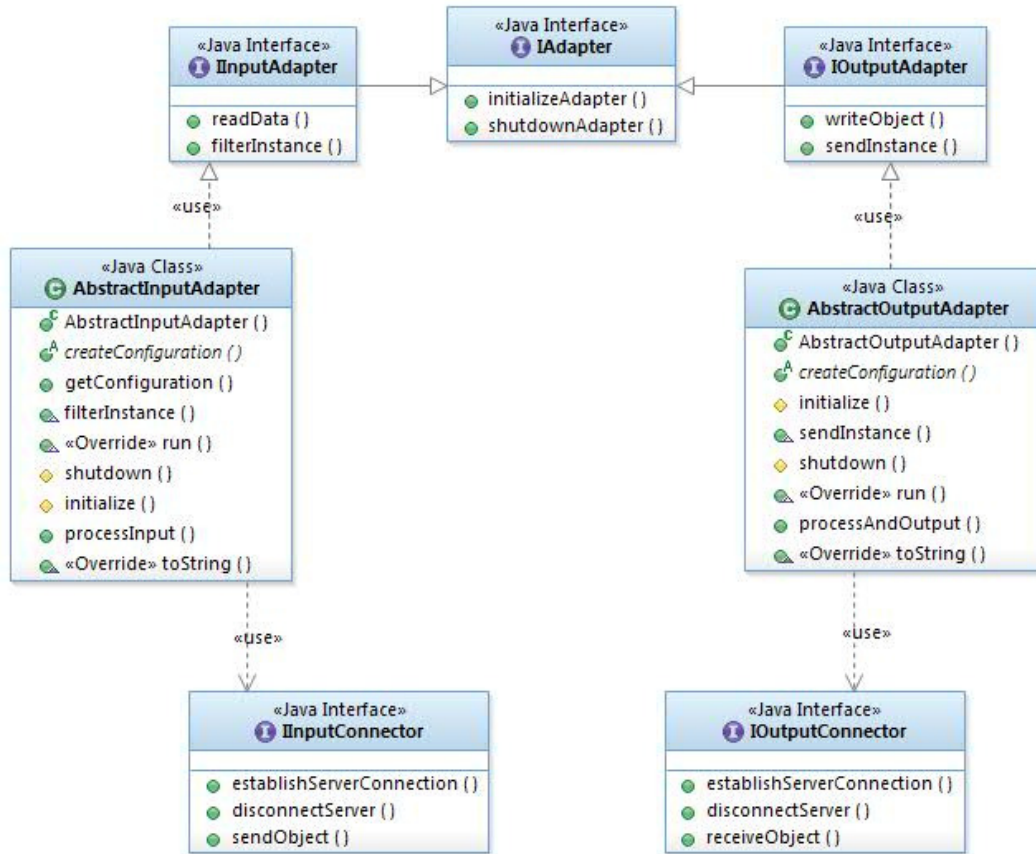 «Java Interface»
IInputAdapter
readData ( )
filterInstance ( )
«Java Interface»
IAdapter
initializeAdapter ( )
shutdownAdapter ( )
«Java Interface»
IOutputAdapter
writeObject ( )
sendInstance ( )
«use»
«use»
«Java Class»
AbstractInputAdapter
AbstractInputAdapter ( )
createConfiguration ( )
getConfiguration ( )
filterInstance ( )
«Override» run ( )
shutdown ( )
initialize ( )
processInput ( )
«Override» toString ( )
«Java Class»
AbstractOutputAdapter
AbstractOutputAdapter ( )
createConfiguration ( )
initialize ( )
sendInstance ( )
shutdown ( )
«Override» run ( )
processAndOutput ( )
«Override» toString ( )
«use»
«use»
«Java Interface»
IInputConnector
establishServerConnection ( )
disconnectServer ( )
sendObject ( )
«Java Interface»
IOutputConnector
establishServerConnection ( )
disconnectServer ( )
receiveObject ( )